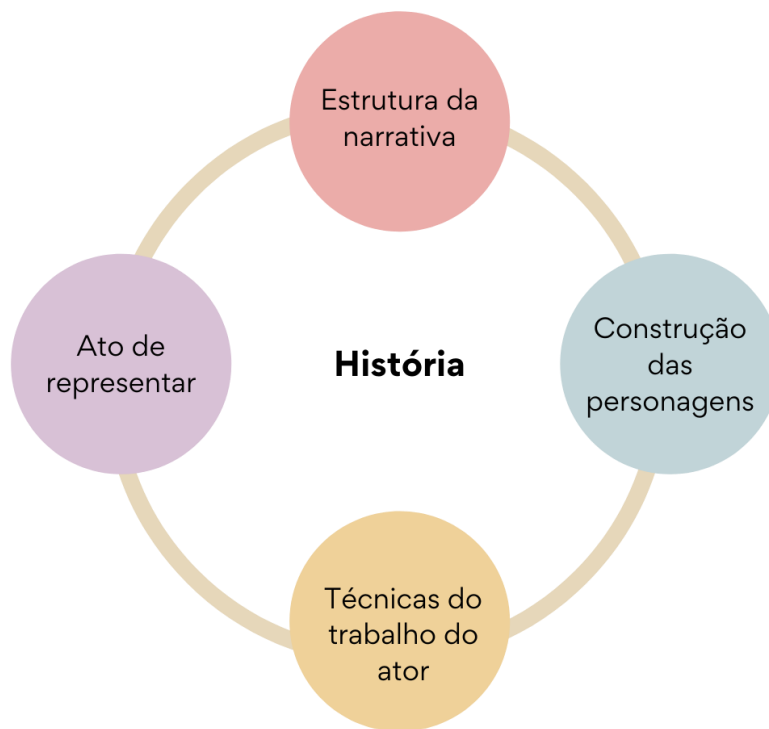 Estrutura da
narrativa
Construção
das
personagens
História
Ato de
representar
Técnicas do
trabalho do
ator